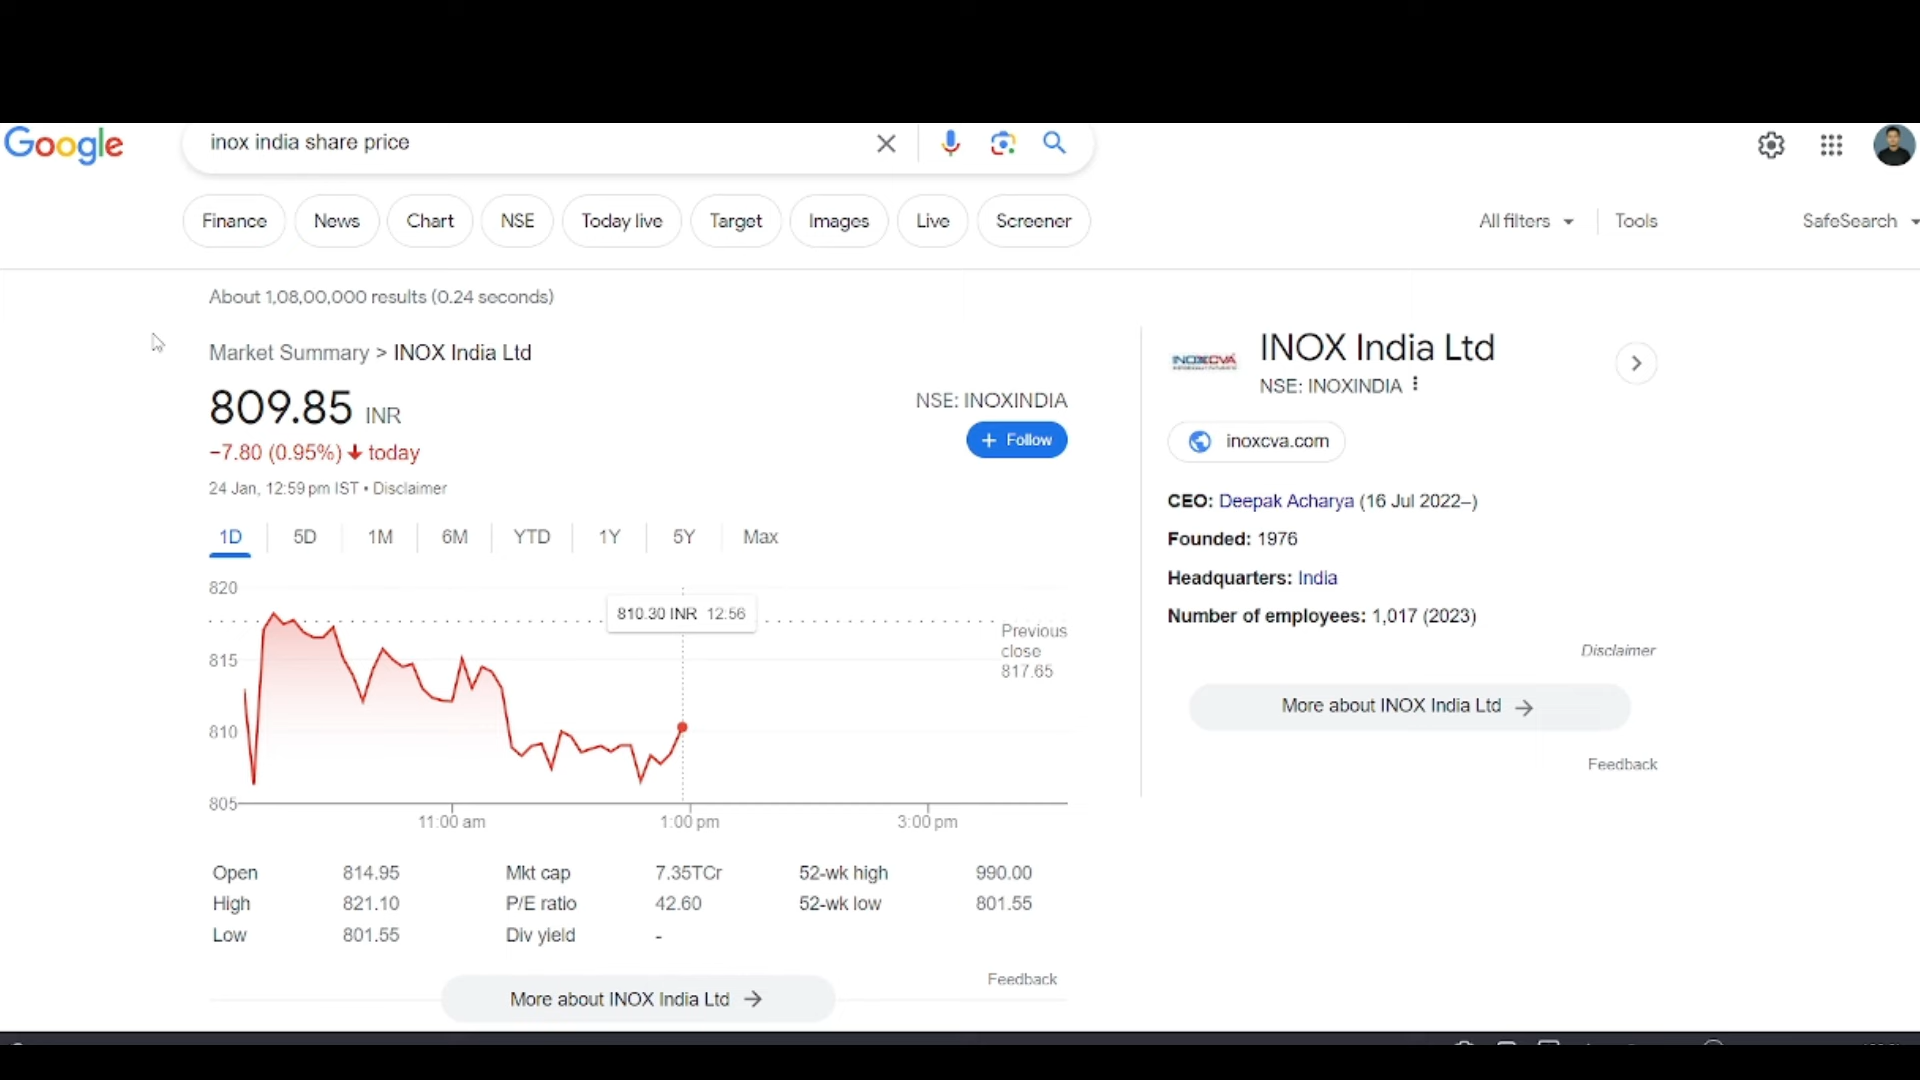 Google
inox india share price
Finance News Chart NSE Today live Target Images Live Screener All filters Tools SafeSearch
About 1,08,00,000 results (0.24 seconds)
Market Summary > INOX India Ltd
809.85 INR
−7.80 (0.95%) today
24 Jan, 12:59 pm IST • Disclaimer
NSE: INOXINDIA
+ Follow
1D 5D 1M 6M YTD 1Y 5Y Max
820
815
810
805
810.30 INR 12:56
Previous
close
817.65
11:00 am 1:00 pm 3:00 pm
Open 814.95 Mkt cap 7.35TCr 52-wk high 990.00
High 821.10 P/E ratio 42.60 52-wk low 801.55
Low 801.55 Div yield -
Feedback
More about INOX India Ltd
INOXCVA
INOX India Ltd
NSE: INOXINDIA
inoxcva.com
CEO: Deepak Acharya (16 Jul 2022–)
Founded: 1976
Headquarters: India
Number of employees: 1,017 (2023)
Disclaimer
More about INOX India Ltd
Feedback